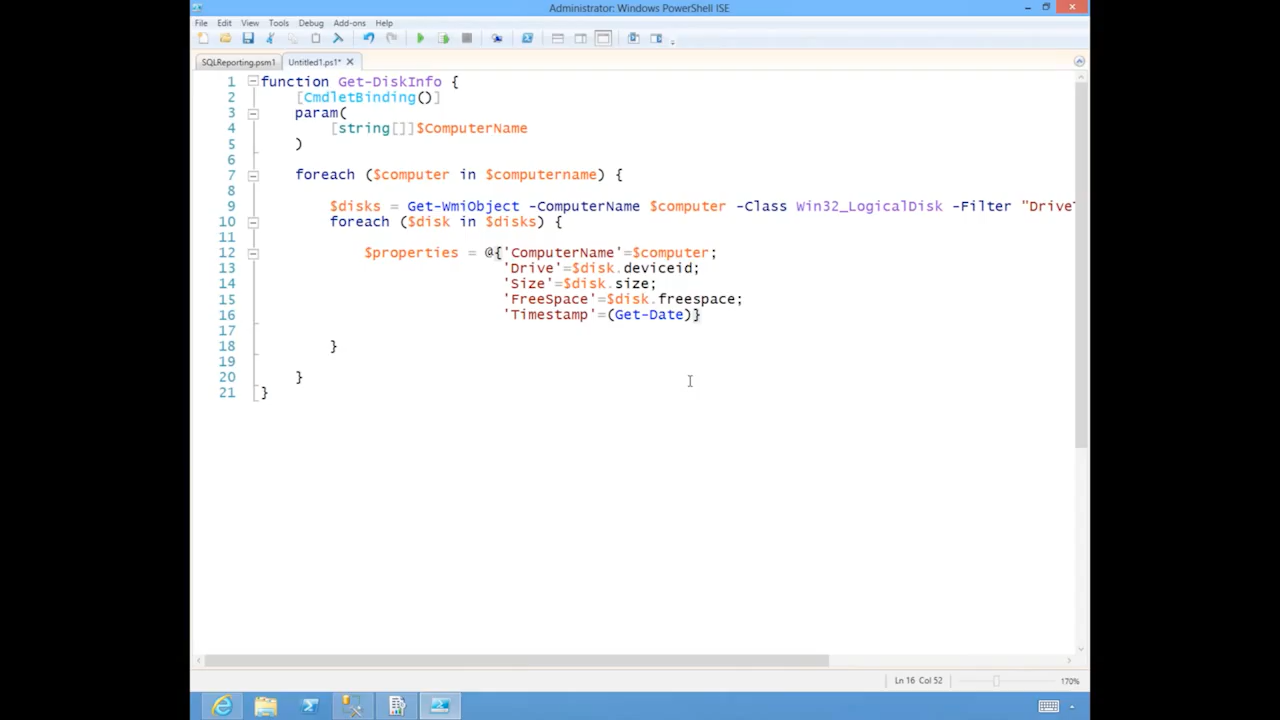 Administrator: Windows PowerShell ISE
File Edit View Tools Debug Add-ons Help
SQLReporting.psm1 Untitled1.ps1*
1 function Get-DiskInfo {
2 [CmdletBinding()]
3 param(
4 [string[]]$ComputerName
5 )
6
7 foreach ($computer in $computername) {
8
9 $disks = Get-WmiObject -ComputerName $computer -Class Win32_LogicalDisk -Filter "Drive
10 foreach ($disk in $disks) {
11
12 $properties = @{'ComputerName'=$computer;
13 'Drive'=$disk.deviceid;
14 'Size'=$disk.size;
15 'FreeSpace'=$disk.freespace;
16 'Timestamp'=(Get-Date)}
17
18 }
19
20 }
21 }
Ln 16 Col 52 170%